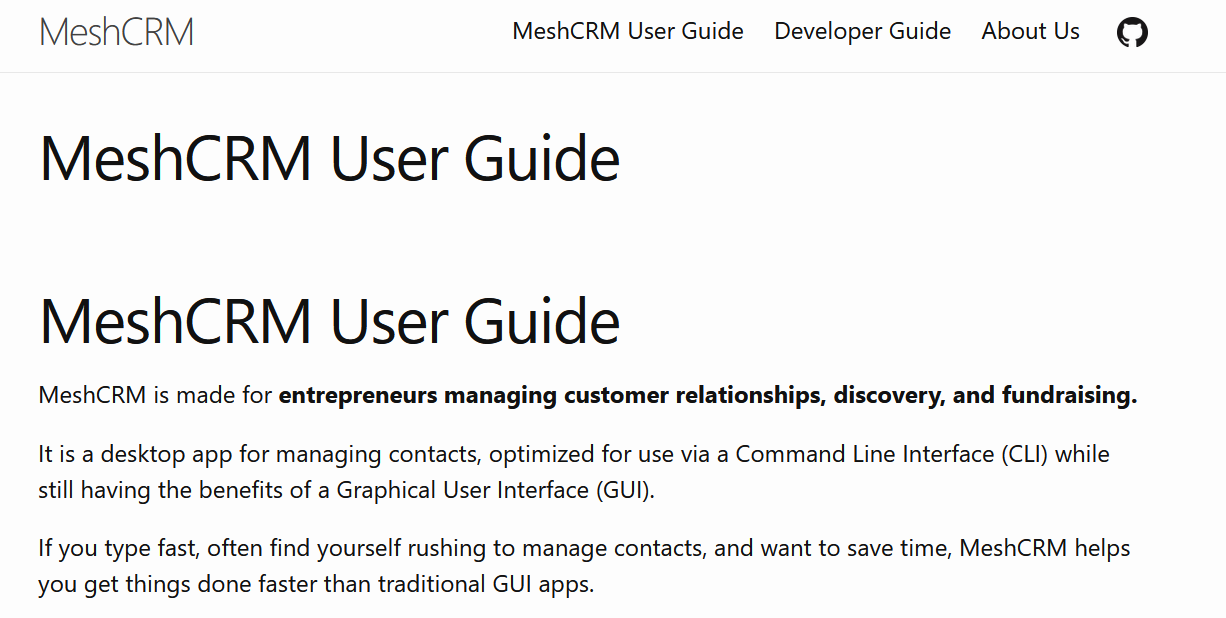 MeshCRM
MeshCRM User Guide
Developer Guide
About Us
MeshCRM User Guide
MeshCRM User Guide
MeshCRM is made for entrepreneurs managing customer relationships, discovery, and fundraising.
It is a desktop app for managing contacts, optimized for use via a Command Line Interface (CLI) while
still having the benefits of a Graphical User Interface (GUI).
If you type fast, often find yourself rushing to manage contacts, and want to save time, MeshCRM helps
you get things done faster than traditional GUI apps.